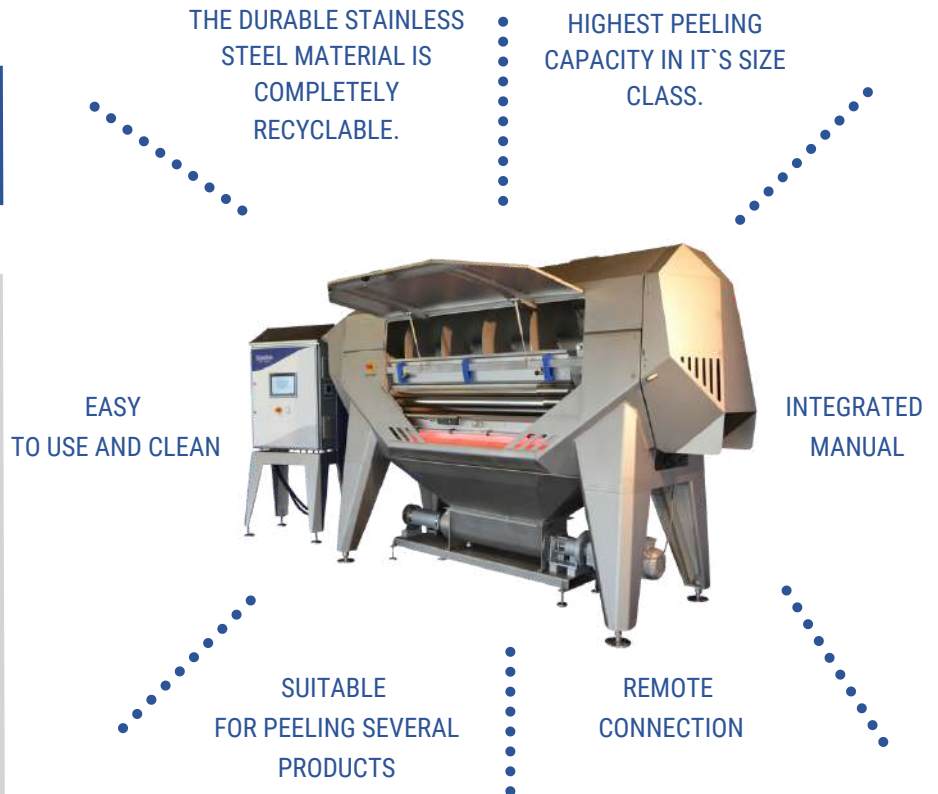 THE DURABLE STAINLESS
STEEL MATERIAL IS
COMPLETELY
RECYCLABLE.
HIGHEST PEELING
CAPACITY IN IT`S SIZE
CLASS.
EASY
TO USE AND CLEAN
INTEGRATED
MANUAL
SUITABLE
FOR PEELING SEVERAL
PRODUCTS
REMOTE
CONNECTION